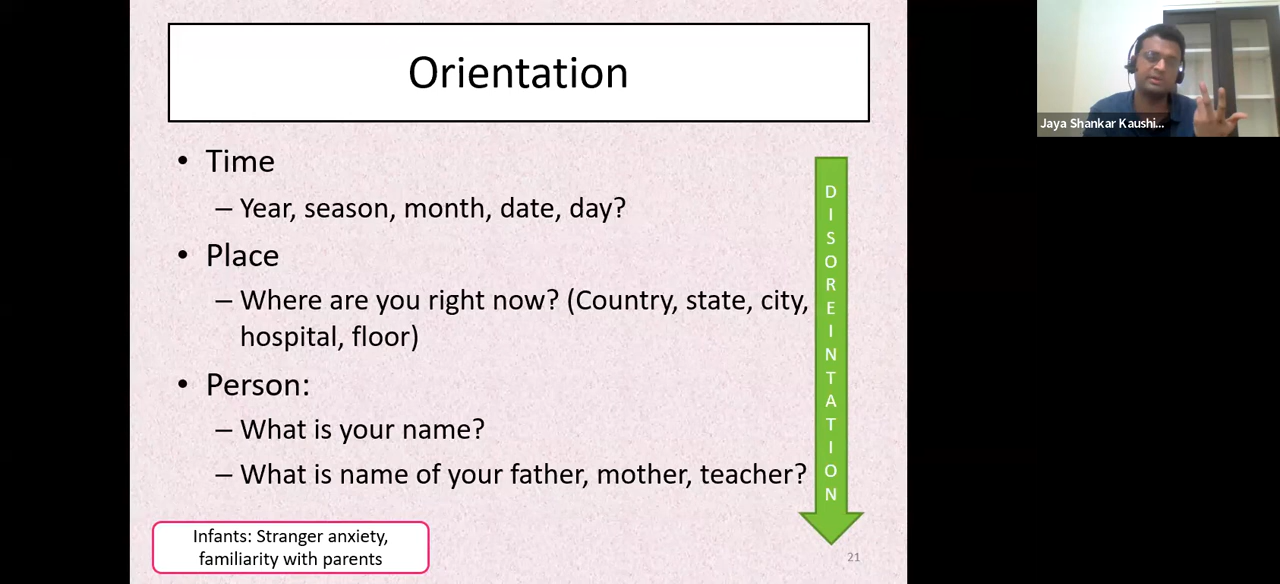 Orientation
• Time
– Year, season, month, date, day?
• Place
– Where are you right now? (Country, state, city,
hospital, floor)
• Person:
– What is your name?
– What is name of your father, mother, teacher?
D
I
S
O
R
E
I
N
T
A
T
I
O
N
Infants: Stranger anxiety,
familiarity with parents
21
Jaya Shankar Kaushi...